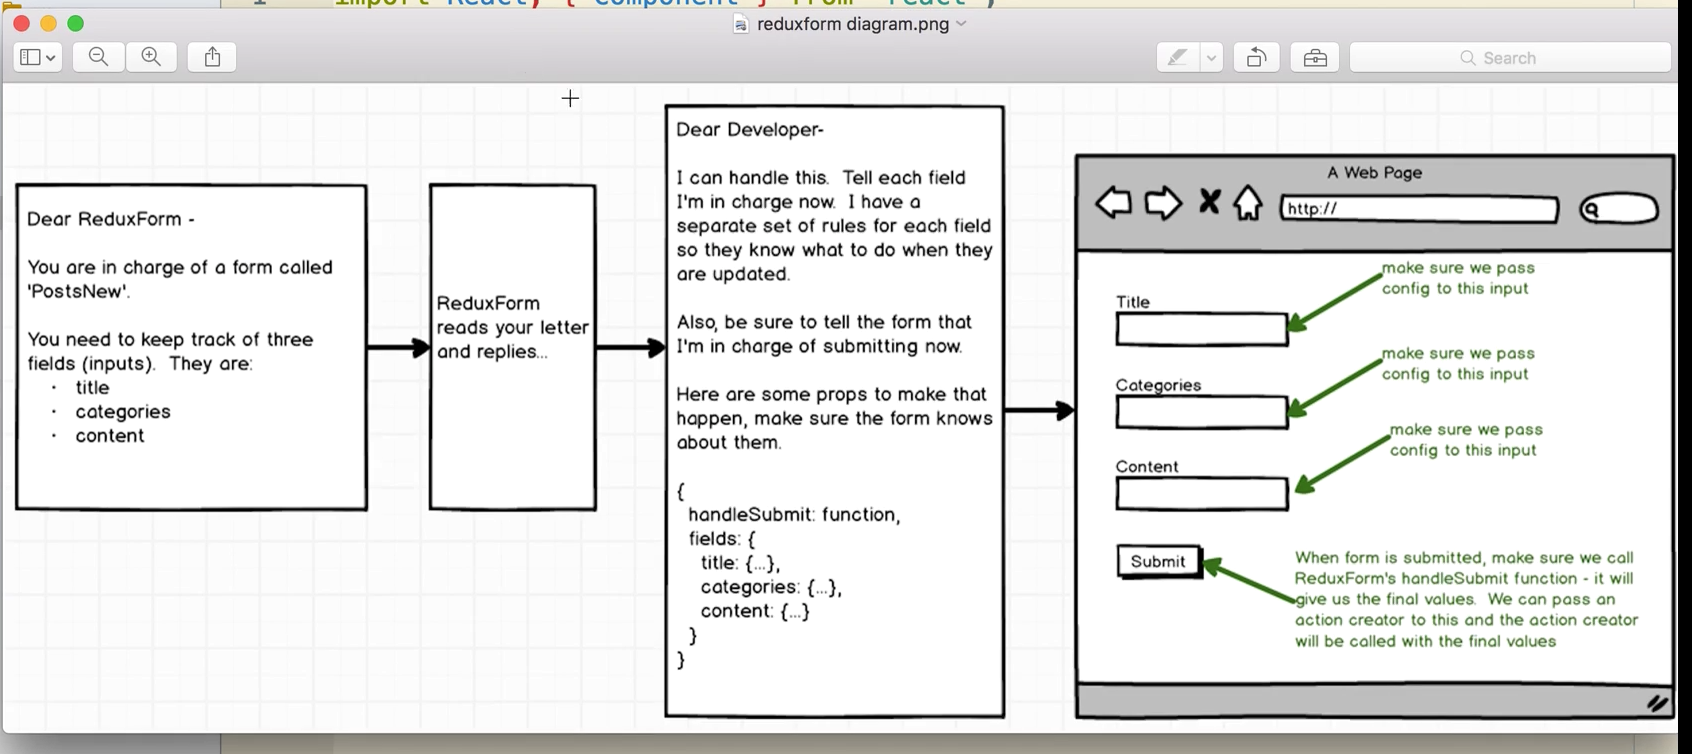 import React, { Component } from 'react';
reduxform diagram.png
Search
Dear ReduxForm -
You are in charge of a form called
'PostsNew'.
You need to keep track of three
fields (inputs).  They are:
· title
· categories
· content
ReduxForm
reads your letter
and replies...
Dear Developer-
I can handle this.  Tell each field
I'm in charge now.  I have a
separate set of rules for each field
so they know what to do when they
are updated.
Also, be sure to tell the form that
I'm in charge of submitting now.
Here are some props to make that
happen, make sure the form knows
about them.
{
handleSubmit: function,
fields: {
title: {...},
categories: {...},
content: {...}
}
}
A Web Page
http://
make sure we pass
config to this input
Title
make sure we pass
config to this input
Categories
make sure we pass
config to this input
Content
Submit
When form is submitted, make sure we call
ReduxForm's handleSubmit function - it will
give us the final values.  We can pass an
action creator to this and the action creator
will be called with the final values